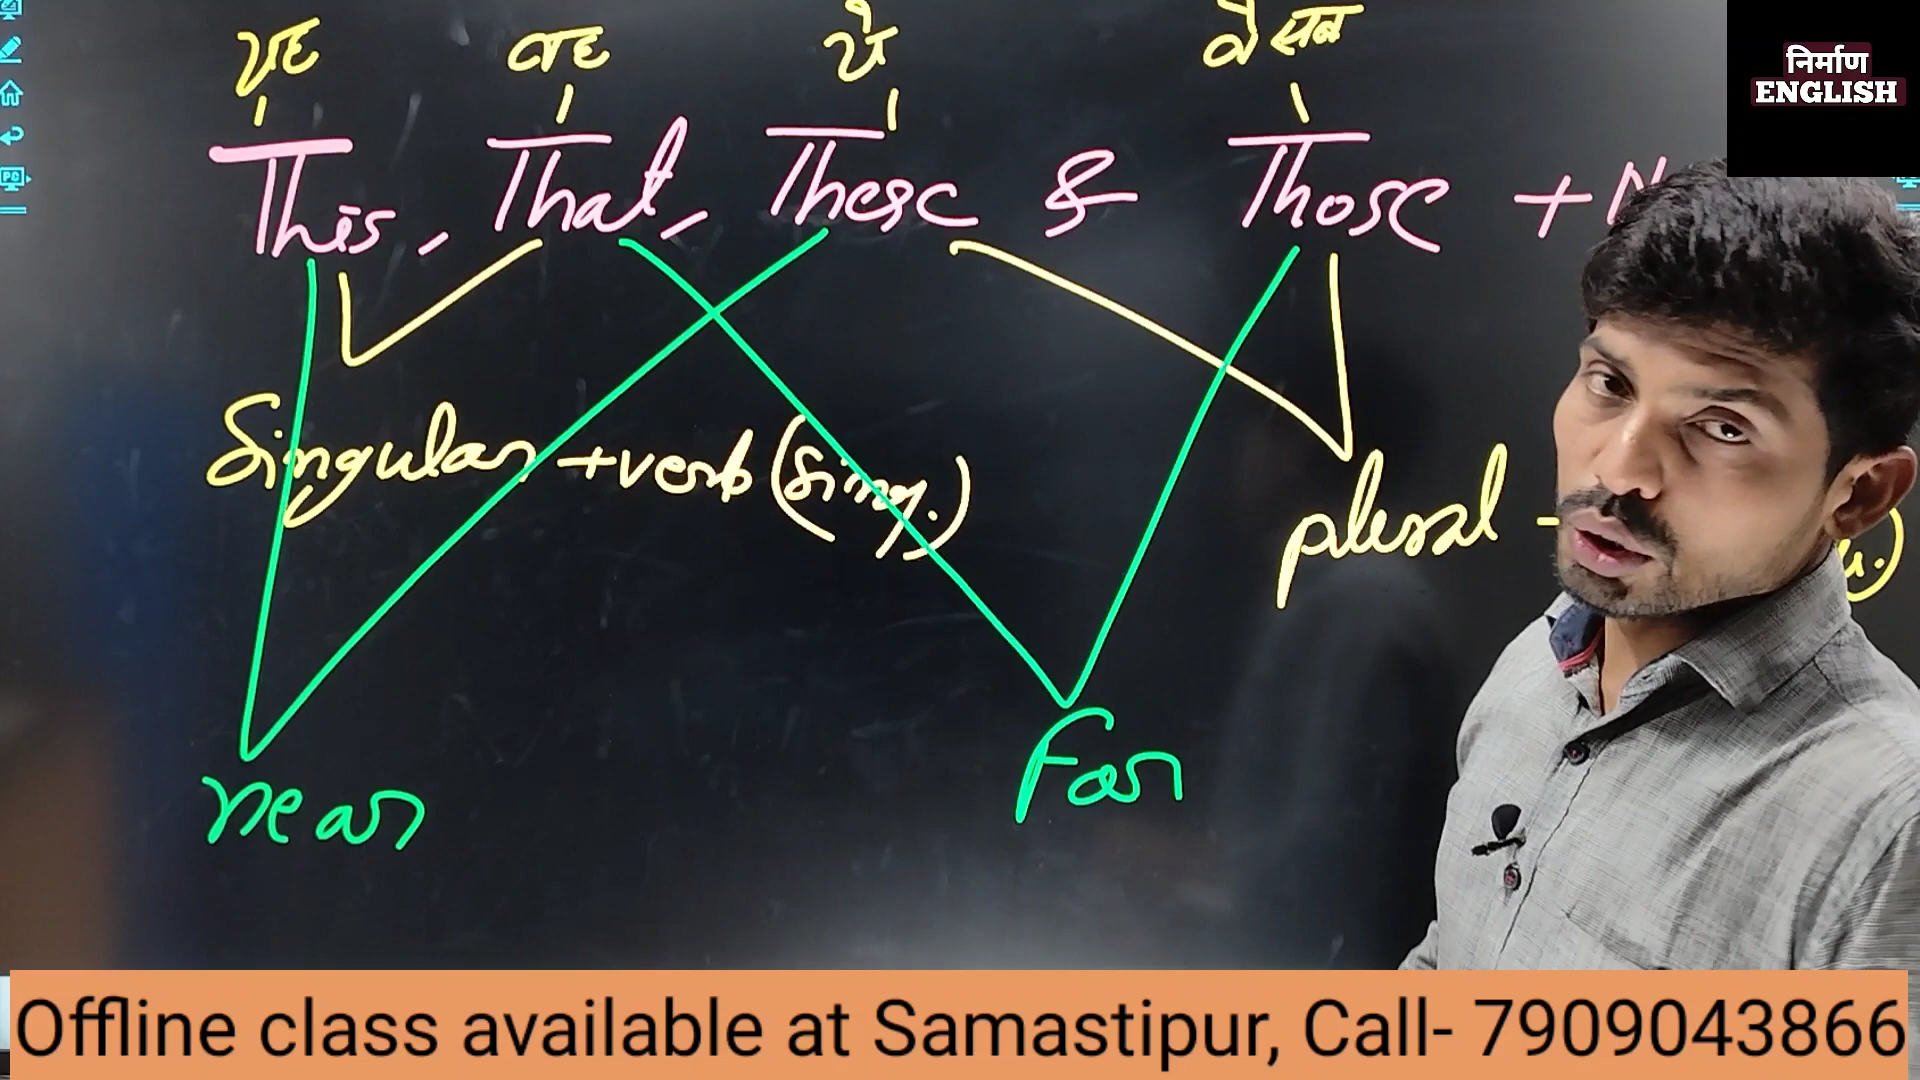 यह वह ये वे सब
निर्माण
ENGLISH
This, That, These & Those + N
Singular + verb (sing.)
plural -
near
Far
Offline class available at Samastipur, Call- 7909043866